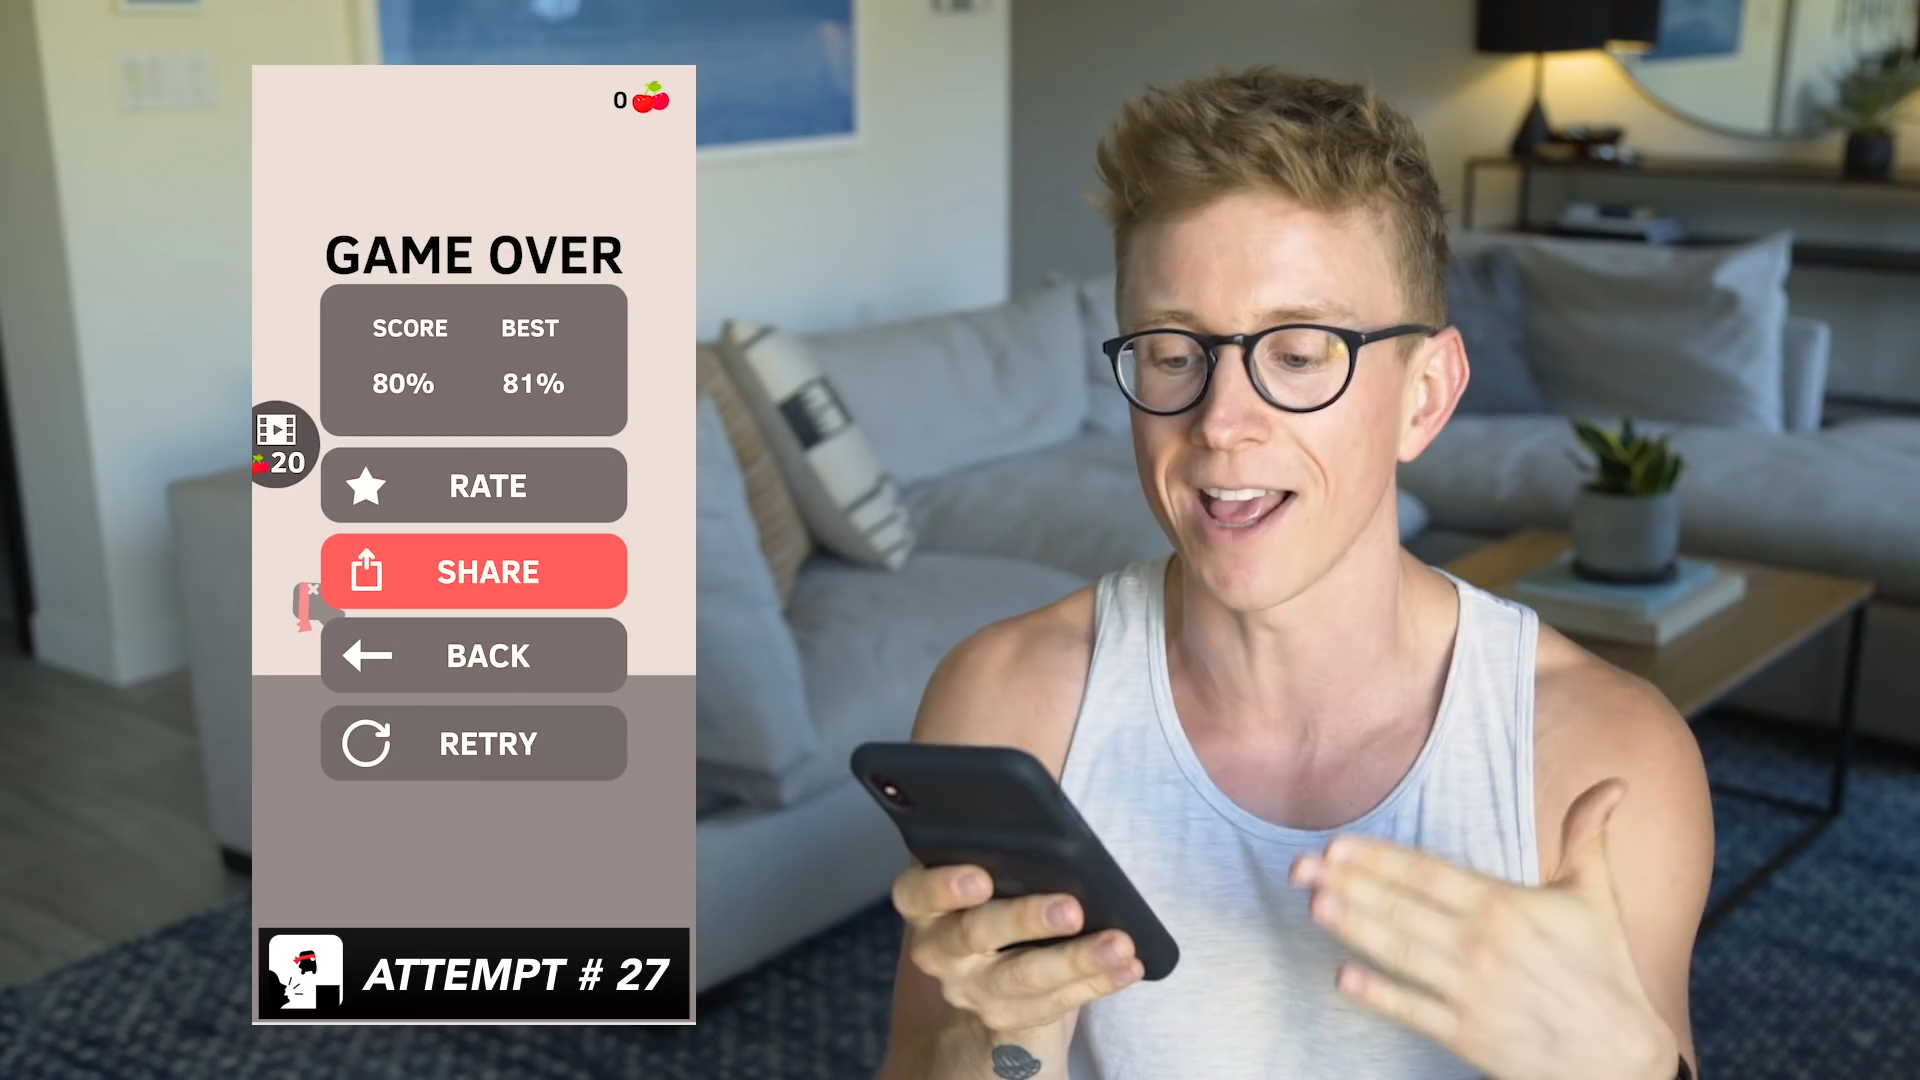 0
GAME OVER
SCORE BEST
80% 81%
20
RATE
SHARE
BACK
RETRY
ATTEMPT # 27